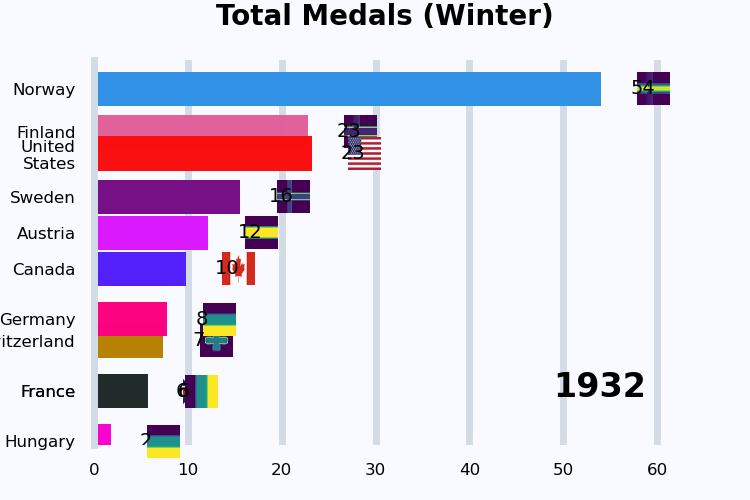 Total Medals (Winter)
Norway 54
Finland 23
United
States 23
Sweden 16
Austria 12
Canada 10
Germany 8
itzerland 7
France 6
Hungary 2
1932
0 10 20 30 40 50 60